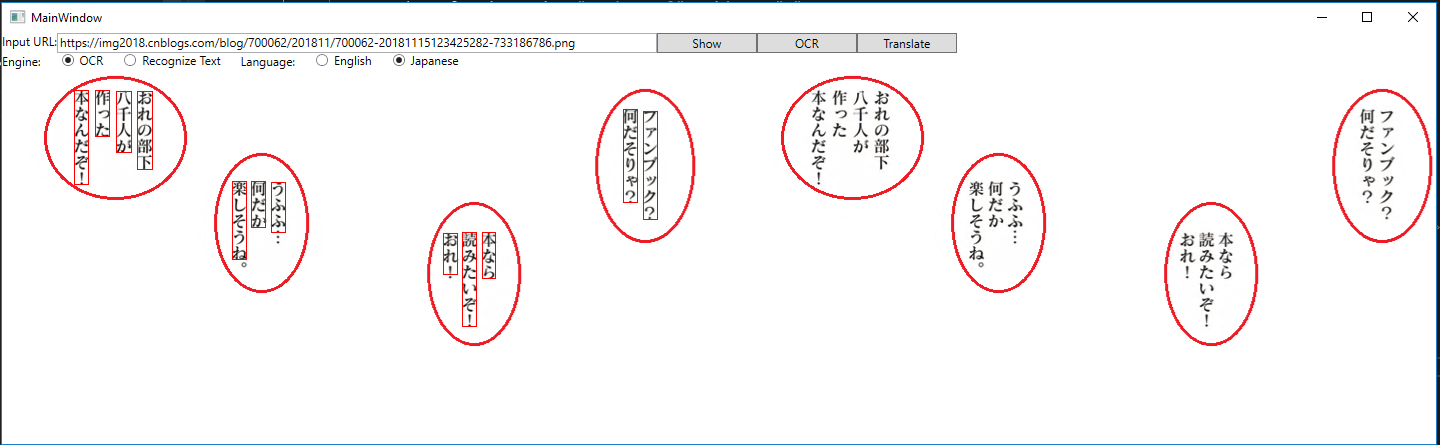 MainWindow
Input URL: https://img2018.cnblogs.com/blog/700062/201811/700062-20181115123425282-733186786.png Show OCR Translate
Engine: OCR Recognize Text Language: English Japanese
おれの部下
八千人が
作った
本なんだぞ！
うふふ…
何だか
楽しそうね。
本なら
読みたいぞ！
おれ！
ファンブック？
何だそりゃ？
おれの部下
八千人が
作った
本なんだぞ！
うふふ…
何だか
楽しそうね。
本なら
読みたいぞ！
おれ！
ファンブック？
何だそりゃ？